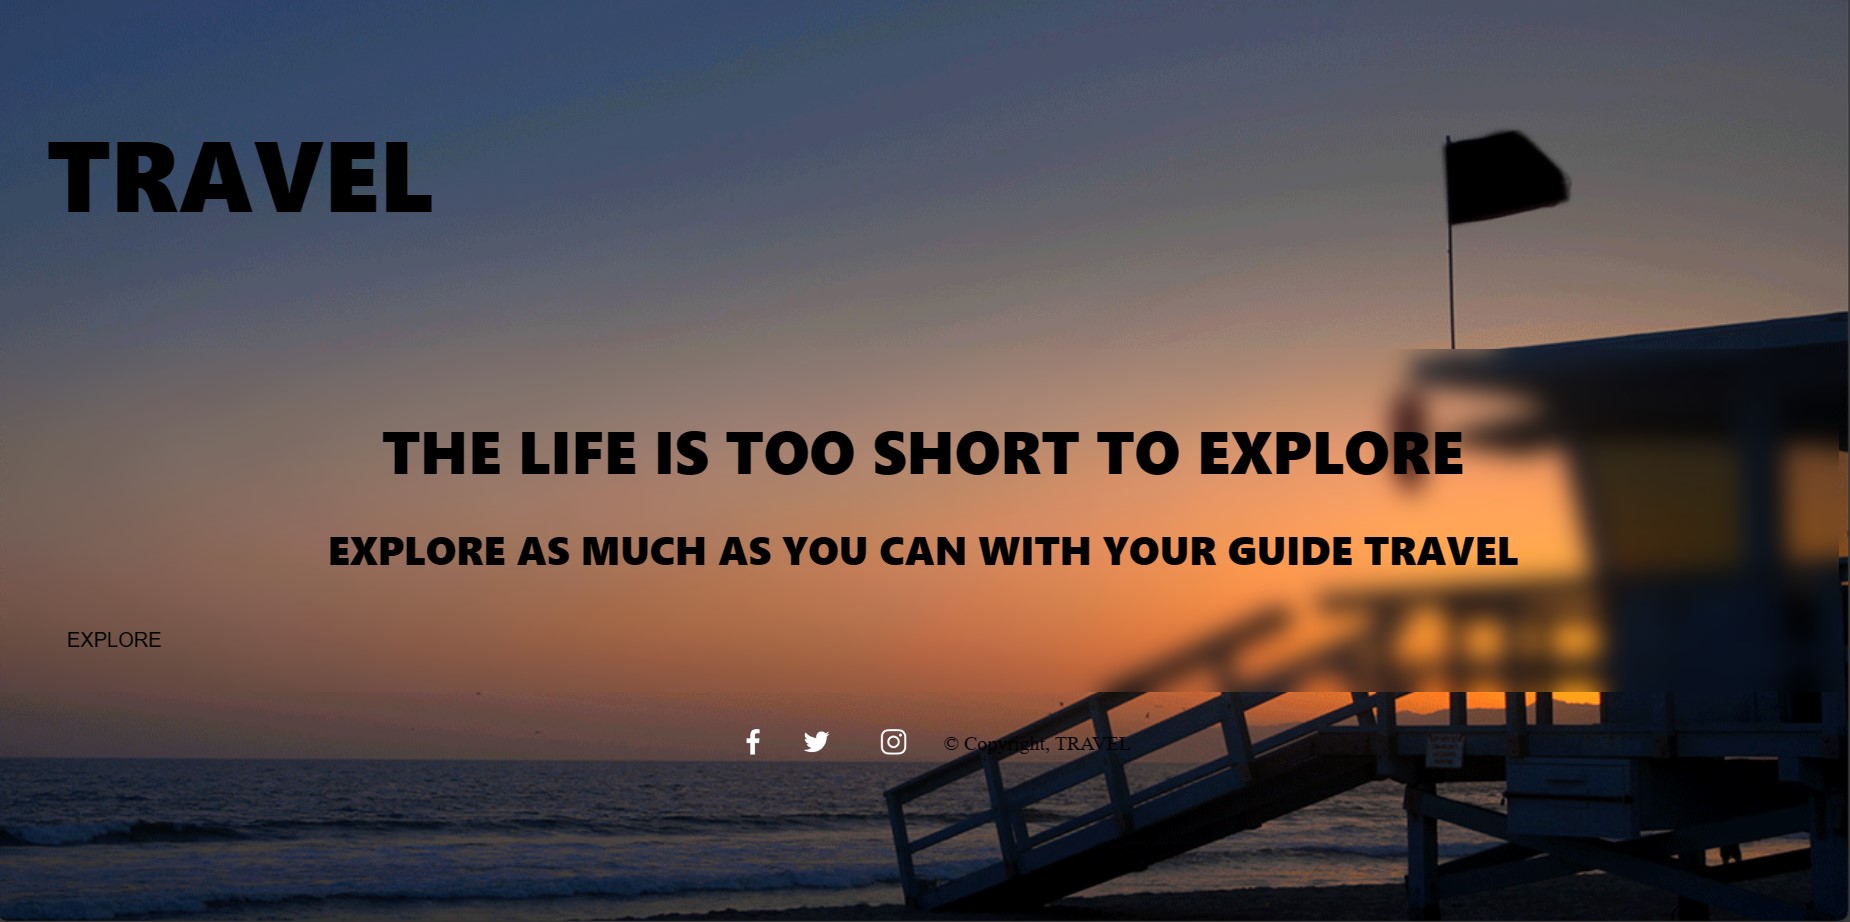 TRAVEL
THE LIFE IS TOO SHORT TO EXPLORE
EXPLORE AS MUCH AS YOU CAN WITH YOUR GUIDE TRAVEL
EXPLORE
© Copyright, TRAVEL